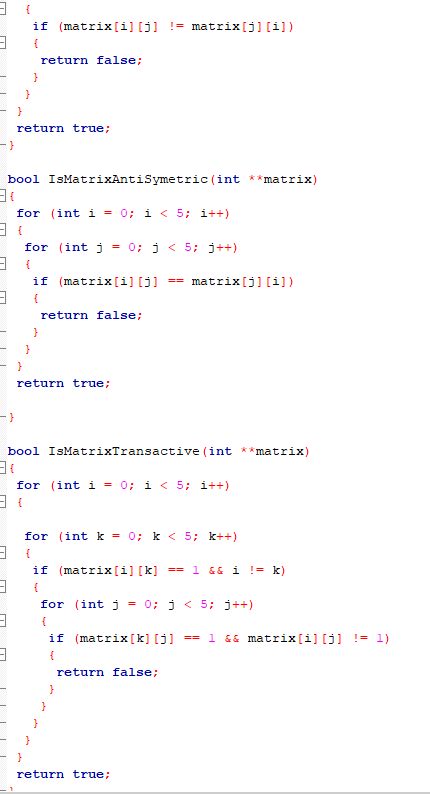 {
if (matrix[i][j] != matrix[j][i])
{
return false;
}
}
}
return true;
}
bool IsMatrixAntiSymetric(int **matrix)
{
for (int i = 0; i < 5; i++)
{
for (int j = 0; j < 5; j++)
{
if (matrix[i][j] == matrix[j][i])
{
return false;
}
}
}
return true;
}
bool IsMatrixTransactive(int **matrix)
{
for (int i = 0; i < 5; i++)
{
for (int k = 0; k < 5; k++)
{
if (matrix[i][k] == 1 && i != k)
{
for (int j = 0; j < 5; j++)
{
if (matrix[k][j] == 1 && matrix[i][j] != 1)
{
return false;
}
}
}
}
}
return true;
}